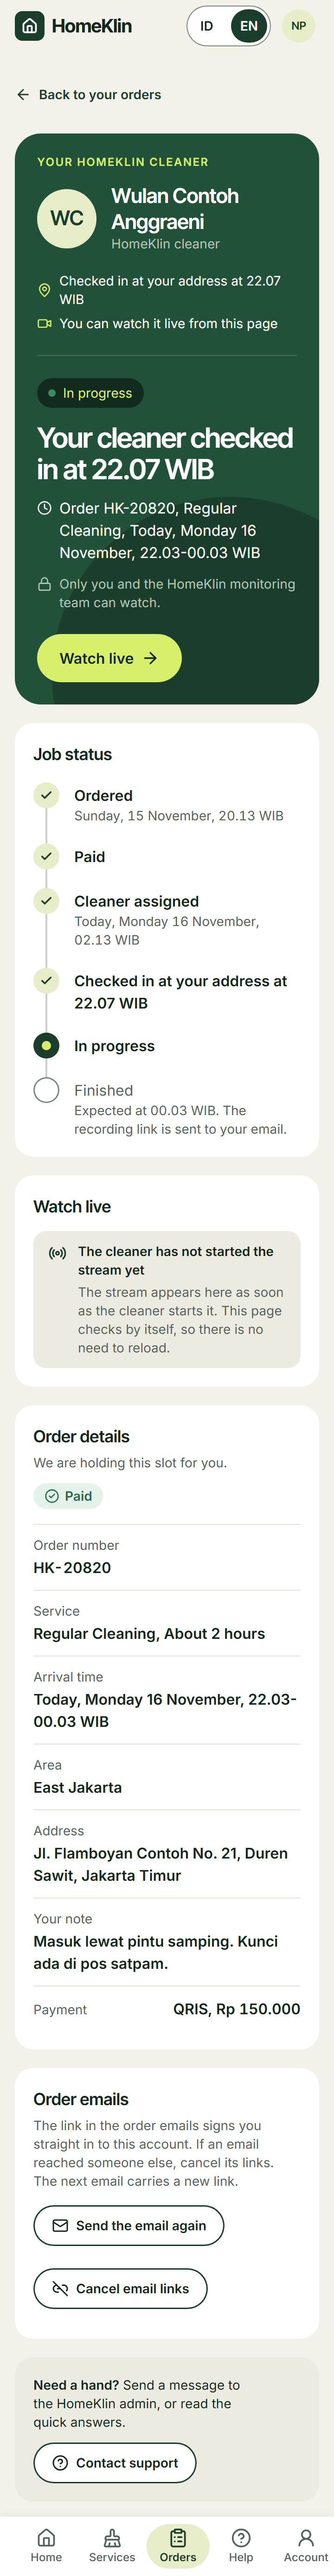 HomeKlin
ID
EN
NP
Back to your orders
YOUR HOMEKLIN CLEANER
WC
Wulan Contoh
Anggraeni
HomeKlin cleaner
Checked in at your address at 22.07
WIB
You can watch it live from this page
In progress
Your cleaner checked
in at 22.07 WIB
Order HK-20820, Regular
Cleaning, Today, Monday 16
November, 22.03-00.03 WIB
Only you and the HomeKlin monitoring
team can watch.
Watch live
Job status
Ordered
Sunday, 15 November, 20.13 WIB
Paid
Cleaner assigned
Today, Monday 16 November,
02.13 WIB
Checked in at your address at
22.07 WIB
In progress
Finished
Expected at 00.03 WIB. The
recording link is sent to your email.
Watch live
The cleaner has not started the
stream yet
The stream appears here as soon
as the cleaner starts it. This page
checks by itself, so there is no
need to reload.
Order details
We are holding this slot for you.
Paid
Order number
HK-20820
Service
Regular Cleaning, About 2 hours
Arrival time
Today, Monday 16 November, 22.03-
00.03 WIB
Area
East Jakarta
Address
Jl. Flamboyan Contoh No. 21, Duren
Sawit, Jakarta Timur
Your note
Masuk lewat pintu samping. Kunci
ada di pos satpam.
Payment
QRIS, Rp 150.000
Order emails
The link in the order emails signs you
straight in to this account. If an email
reached someone else, cancel its links.
The next email carries a new link.
Send the email again
Cancel email links
Need a hand? Send a message to
the HomeKlin admin, or read the
quick answers.
Contact support
Home
Services
Orders
Help
Account